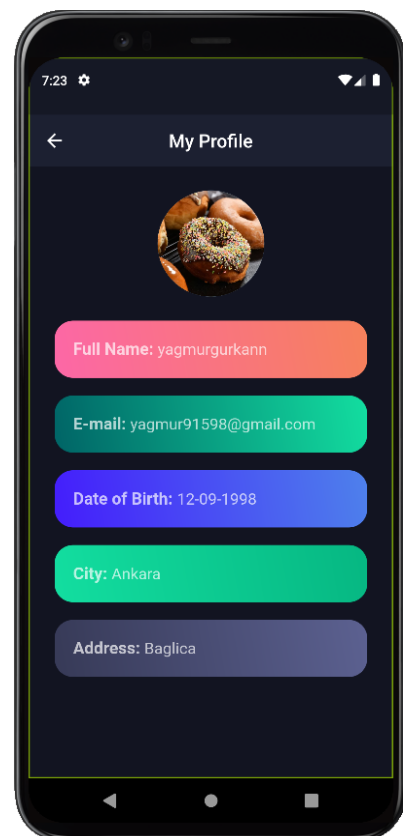 7:23
My Profile
Full Name: yagmurgurkann
E-mail: yagmur91598@gmail.com
Date of Birth: 12-09-1998
City: Ankara
Address: Baglica